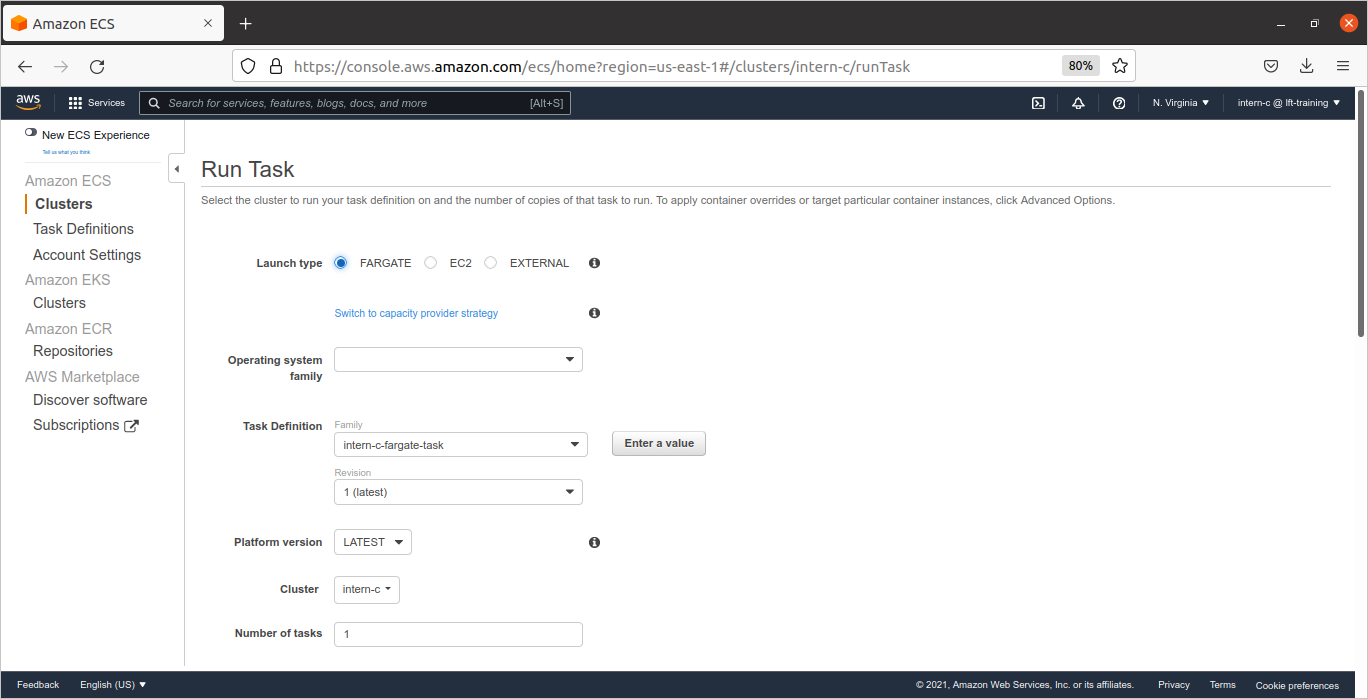 Amazon ECS
https://console.aws.amazon.com/ecs/home?region=us-east-1#/clusters/intern-c/runTask
80%
aws
Services
Search for services, features, blogs, docs, and more
[Alt+S]
N. Virginia
intern-c @ lft-training
New ECS Experience
Tell us what you think
Amazon ECS
Clusters
Task Definitions
Account Settings
Amazon EKS
Clusters
Amazon ECR
Repositories
AWS Marketplace
Discover software
Subscriptions
Run Task
Select the cluster to run your task definition on and the number of copies of that task to run. To apply container overrides or target particular container instances, click Advanced Options.
Launch type
FARGATE
EC2
EXTERNAL
Switch to capacity provider strategy
Operating system
family
Task Definition
Family
intern-c-fargate-task
Enter a value
Revision
1 (latest)
Platform version
LATEST
Cluster
intern-c
Number of tasks
1
Feedback
English (US)
© 2021, Amazon Web Services, Inc. or its affiliates.
Privacy
Terms
Cookie preferences